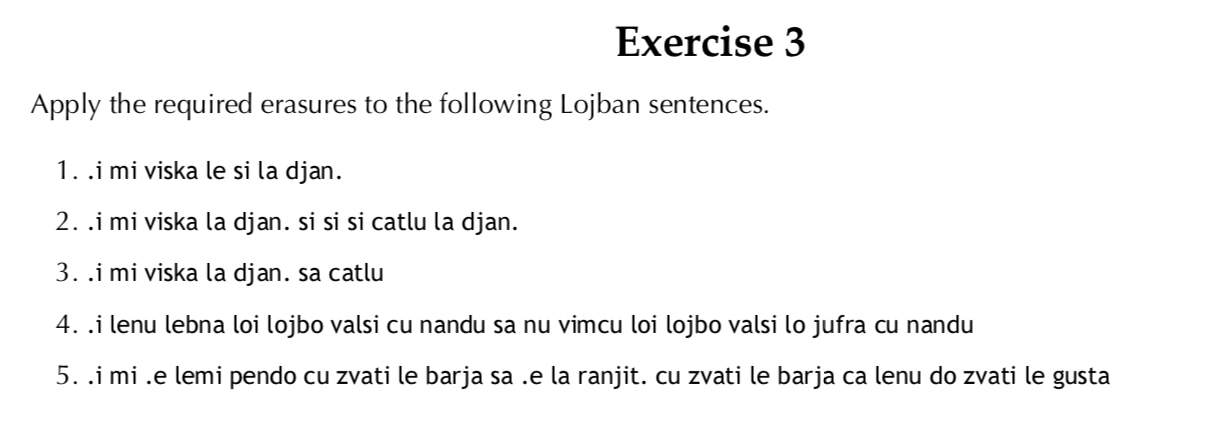 Exercise 3
Apply the required erasures to the following Lojban sentences.
1. .i mi viska le si la djan.
2. .i mi viska la djan. si si si catlu la djan.
3. .i mi viska la djan. sa catlu
4. .i lenu lebna loi lojbo valsi cu nandu sa nu vimcu loi lojbo valsi lo jufra cu nandu
5. .i mi .e lemi pendo cu zvati le barja sa .e la ranjit. cu zvati le barja ca lenu do zvati le gusta